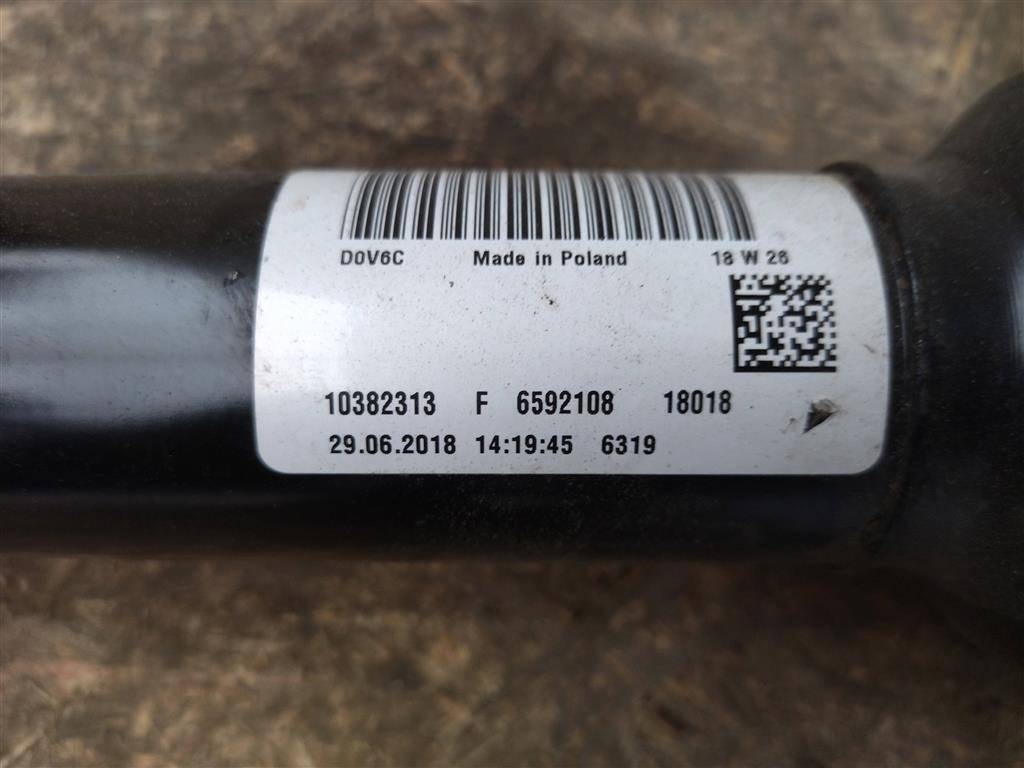 D0V6C Made in Poland 18 W 26
10382313 F 6592108 18018
29.06.2018 14:19:45 6319